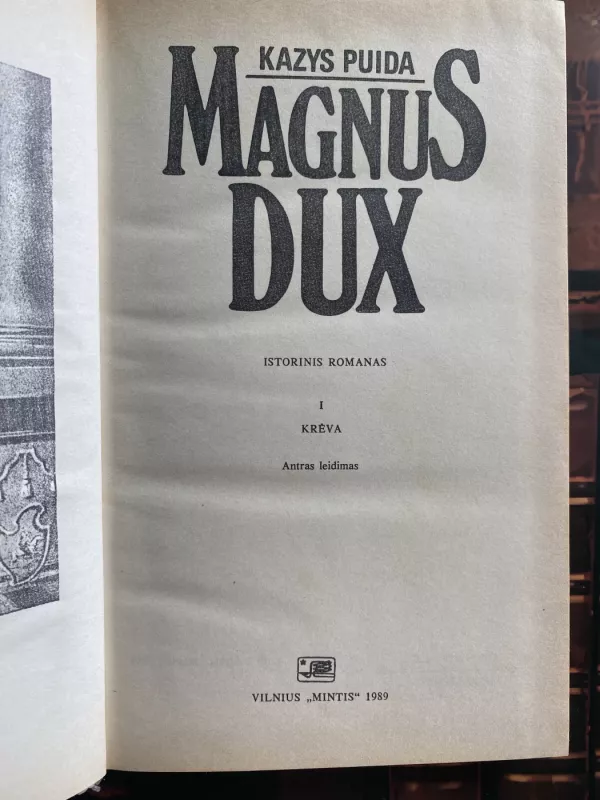 KAZYS PUIDA
MAGNUS
DUX
ISTORINIS ROMANAS
I
KRĖVA
Antras leidimas
VILNIUS „MINTIS“ 1989